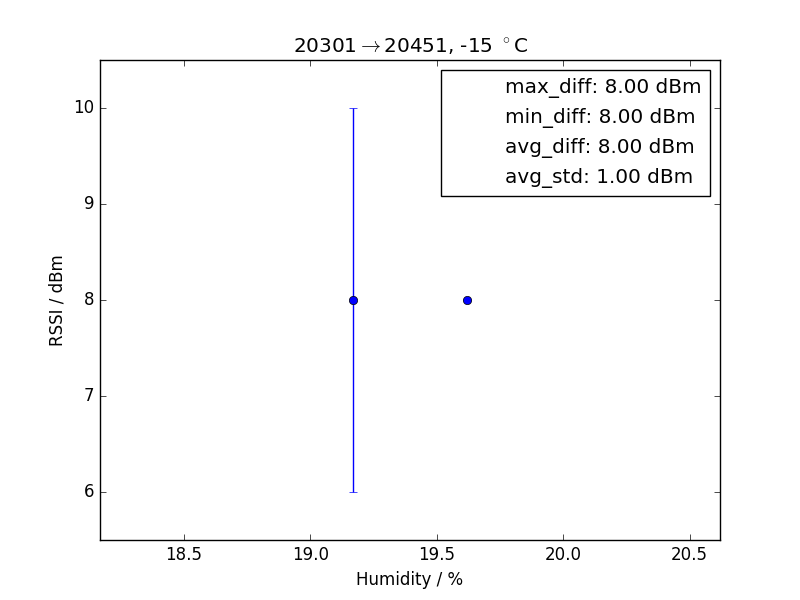 20301→20451, -15 °C
max_diff: 8.00 dBm
min_diff: 8.00 dBm
avg_diff: 8.00 dBm
avg_std: 1.00 dBm
10
9
8
7
6
RSSI / dBm
18.5 19.0 19.5 20.0 20.5
Humidity / %